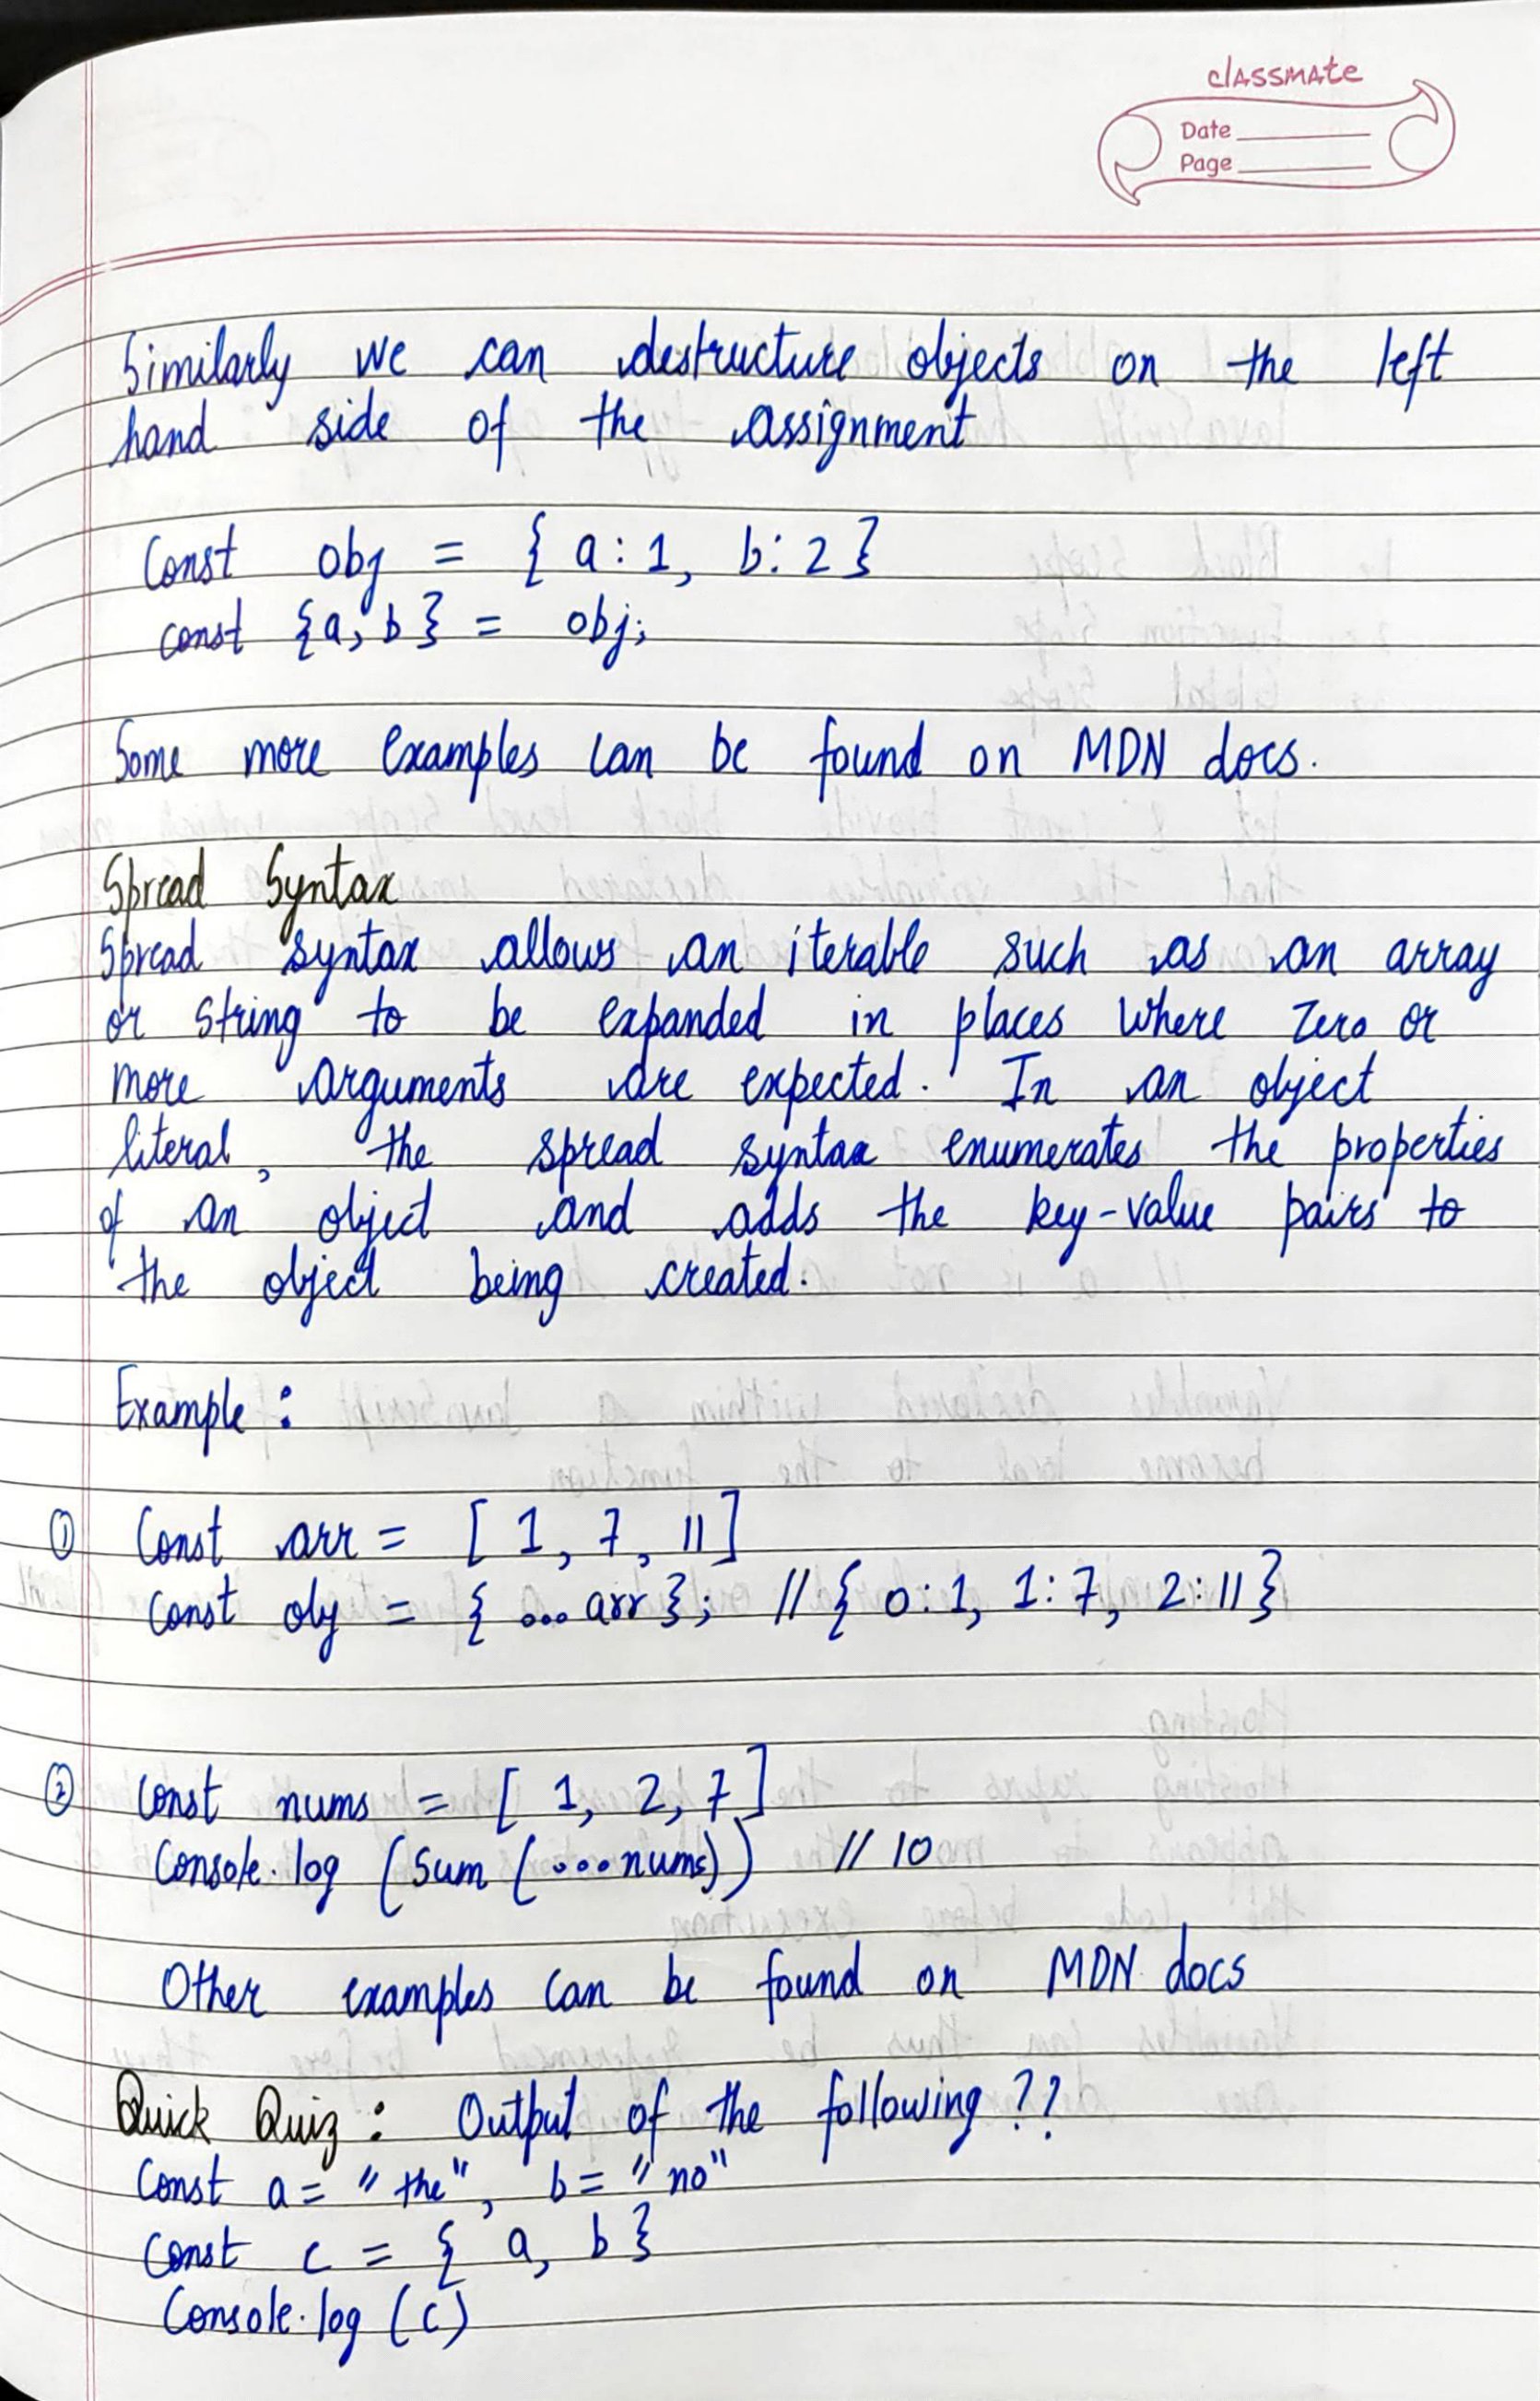 classmate
Date
Page
Similarly we can destructure objects on the left
hand side of the assignment
Const obj = { a : 1, b : 2 }
const {a, b} = obj;
Some more examples can be found on MDN docs.
Spread Syntax
Spread syntax allows an iterable such as an array
or string to be expanded in places where zero or
more arguments are expected. In an object
literal, the spread syntax enumerates the properties
of an object and adds the key-value pairs to
the object being created.
Example :
① Const arr = [ 1, 7, 11 ]
Const obj = { ... arr }; // { 0:1, 1:7, 2:11 }
② Const nums = [ 1, 2, 7 ]
Console.log (Sum (...nums)) // 10
Other examples can be found on MDN docs
Quick Quiz : Output of the following ??
Const a = "the", b = "no"
Const c = { a, b }
Console.log (c)